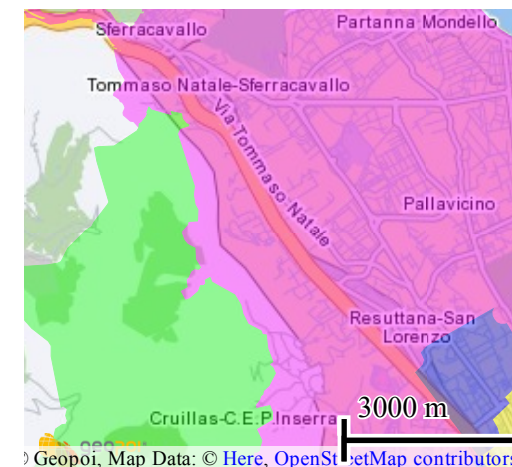 Partanna Mondello
Sferracavallo
Tommaso Natale-Sferracavallo
Via Tommaso Natale
Pallavicino
Resuttana-San
Lorenzo
3000 m
Cruillas-C.E.P.Inserra
geopoi
) Geopoi, Map Data: © Here, OpenStreetMap contributors